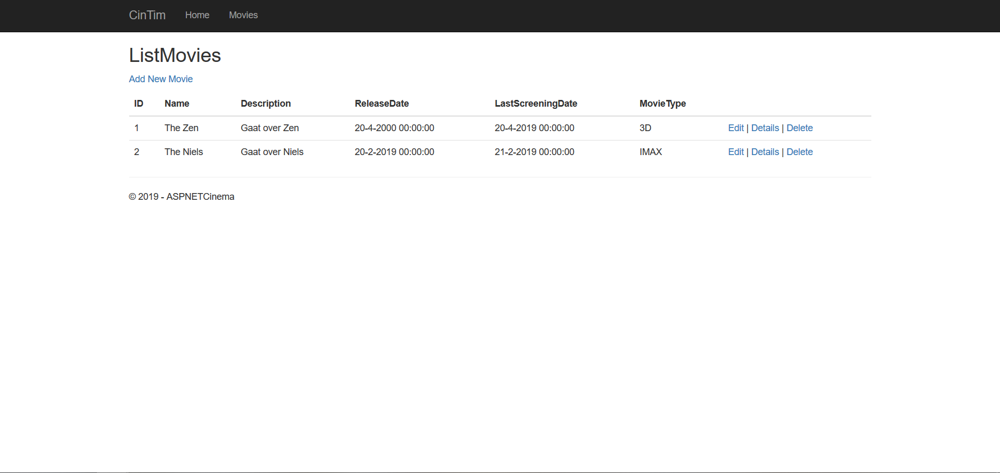 CinTim Home Movies
ListMovies
Add New Movie
ID Name Description ReleaseDate LastScreeningDate MovieType
1 The Zen Gaat over Zen 20-4-2000 00:00:00 20-4-2019 00:00:00 3D Edit | Details | Delete
2 The Niels Gaat over Niels 20-2-2019 00:00:00 21-2-2019 00:00:00 IMAX Edit | Details | Delete
© 2019 - ASPNETCinema